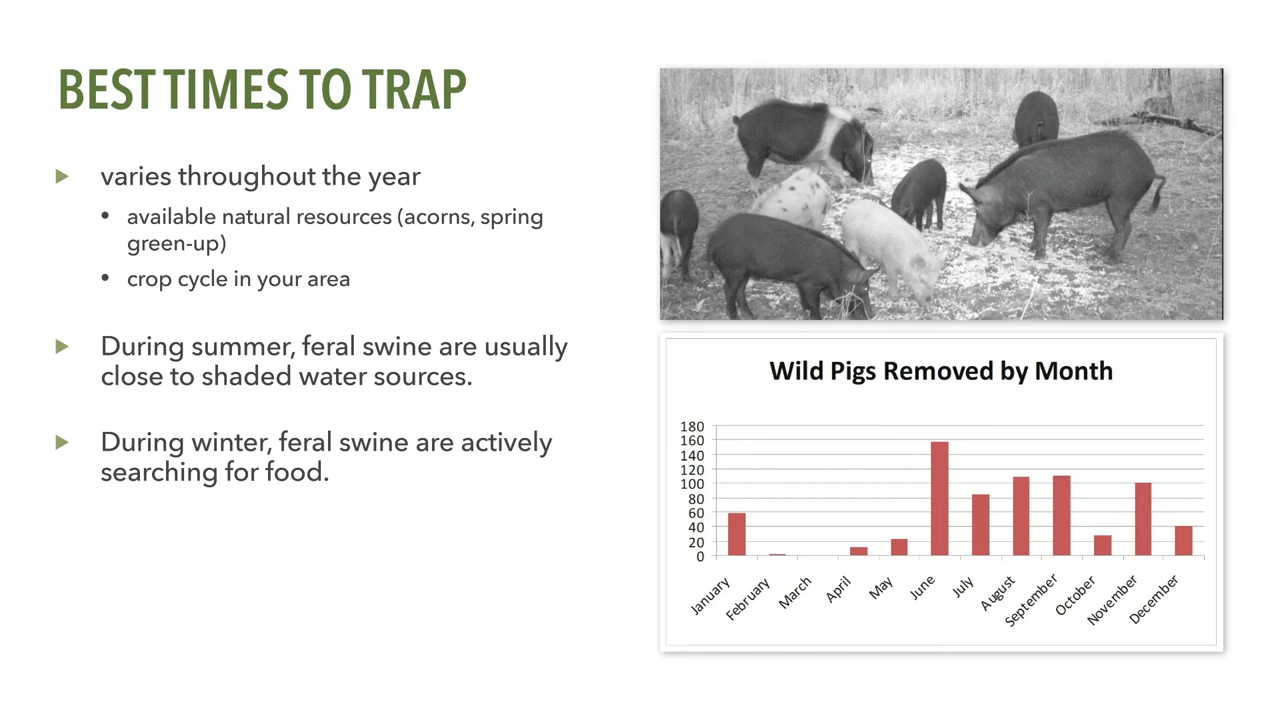 BEST TIMES TO TRAP
varies throughout the year
available natural resources (acorns, spring
green-up)
crop cycle in your area
During summer, feral swine are usually
close to shaded water sources.
During winter, feral swine are actively
searching for food.
Wild Pigs Removed by Month
180
160
140
120
100
80
60
40
20
0
January
February
March
April
May
June
July
August
September
October
November
December